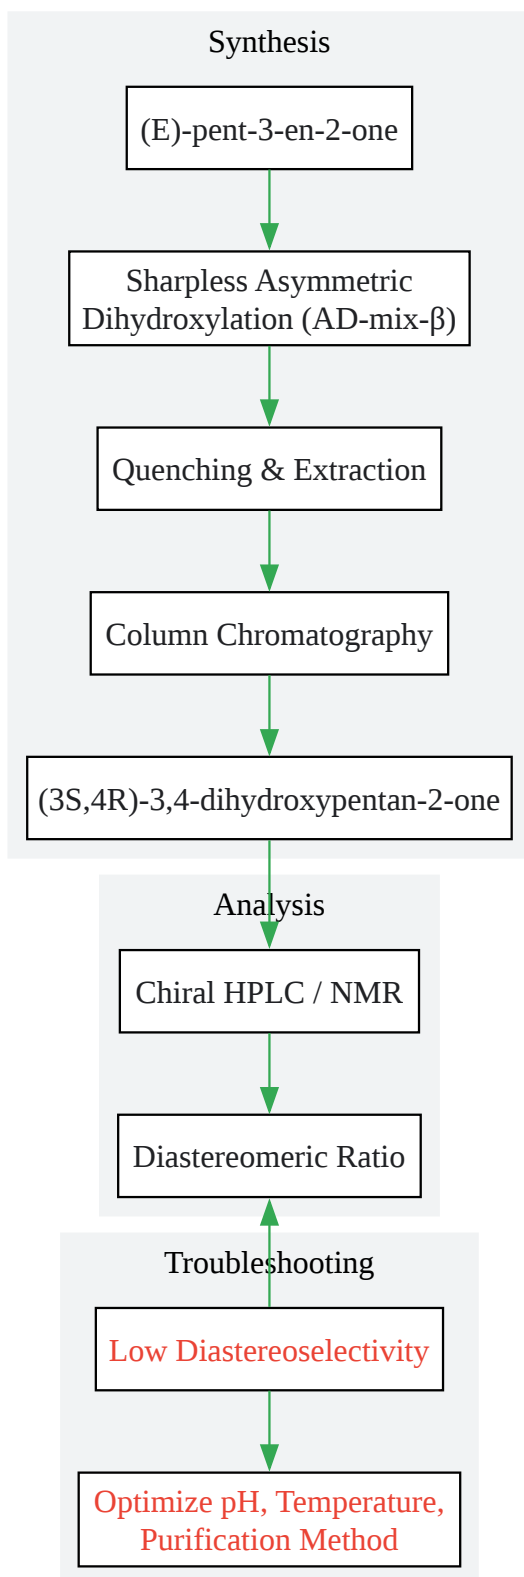 Synthesis
(E)-pent-3-en-2-one
Sharpless Asymmetric
Dihydroxylation (AD-mix-β)
Quenching & Extraction
Column Chromatography
(3S,4R)-3,4-dihydroxypentan-2-one
Analysis
Chiral HPLC / NMR
Diastereomeric Ratio
Troubleshooting
Low Diastereoselectivity
Optimize pH, Temperature,
Purification Method